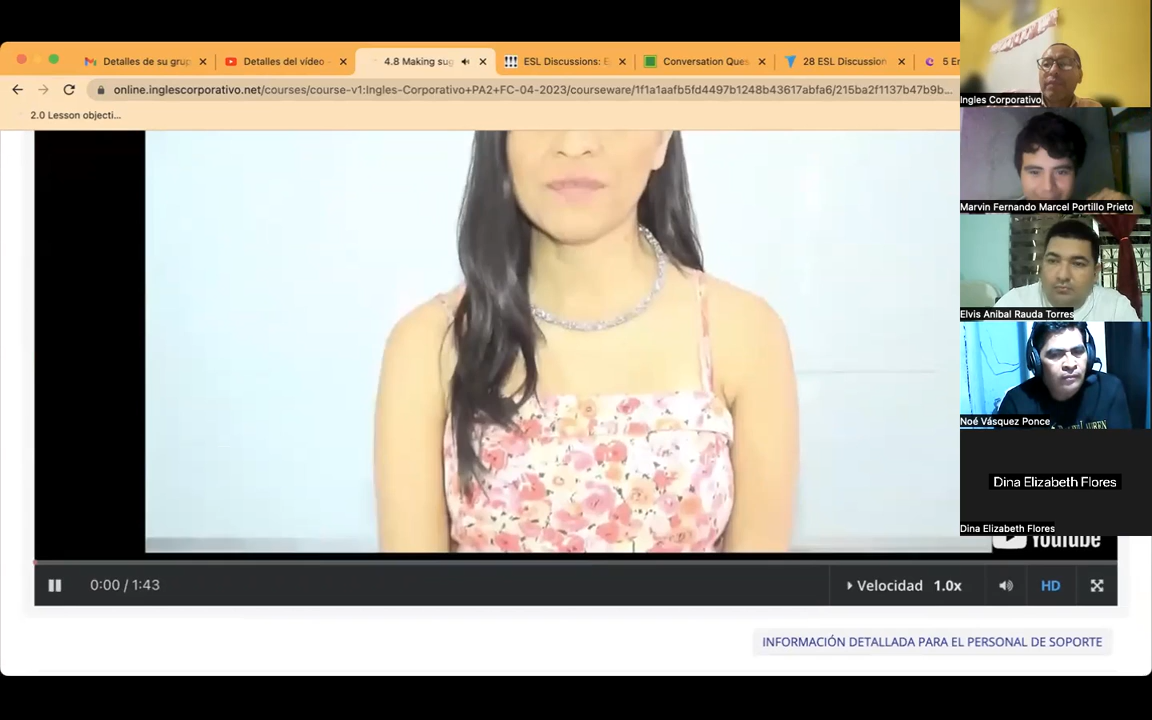 Detalles de su grup
Detalles del vídeo -
4.8 Making sug
ESL Discussions: E
Conversation Ques
28 ESL Discussion
5 En
online.inglescorporativo.net/courses/course-v1:Ingles-Corporativo+PA2+FC-04-2023/courseware/1f1a1aafb5fd4497b1248b43617abfa6/215ba2f1137b47b9b...
2.0 Lesson objecti...
Ingles Corporativo
Marvin Fernando Marcel Portillo Prieto
Elvis Anibal Rauda Torres
Noé Vásquez Ponce
Dina Elizabeth Flores
Dina Elizabeth Flores
YouTube
0:00 / 1:43
Velocidad 1.0x
HD
INFORMACIÓN DETALLADA PARA EL PERSONAL DE SOPORTE